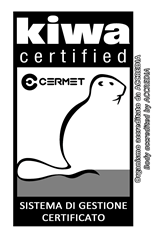 kiwa
certified
CERMET
Organismo accreditato da ACCREDIA
Body accredited by ACCREDIA
SISTEMA DI GESTIONE
CERTIFICATO